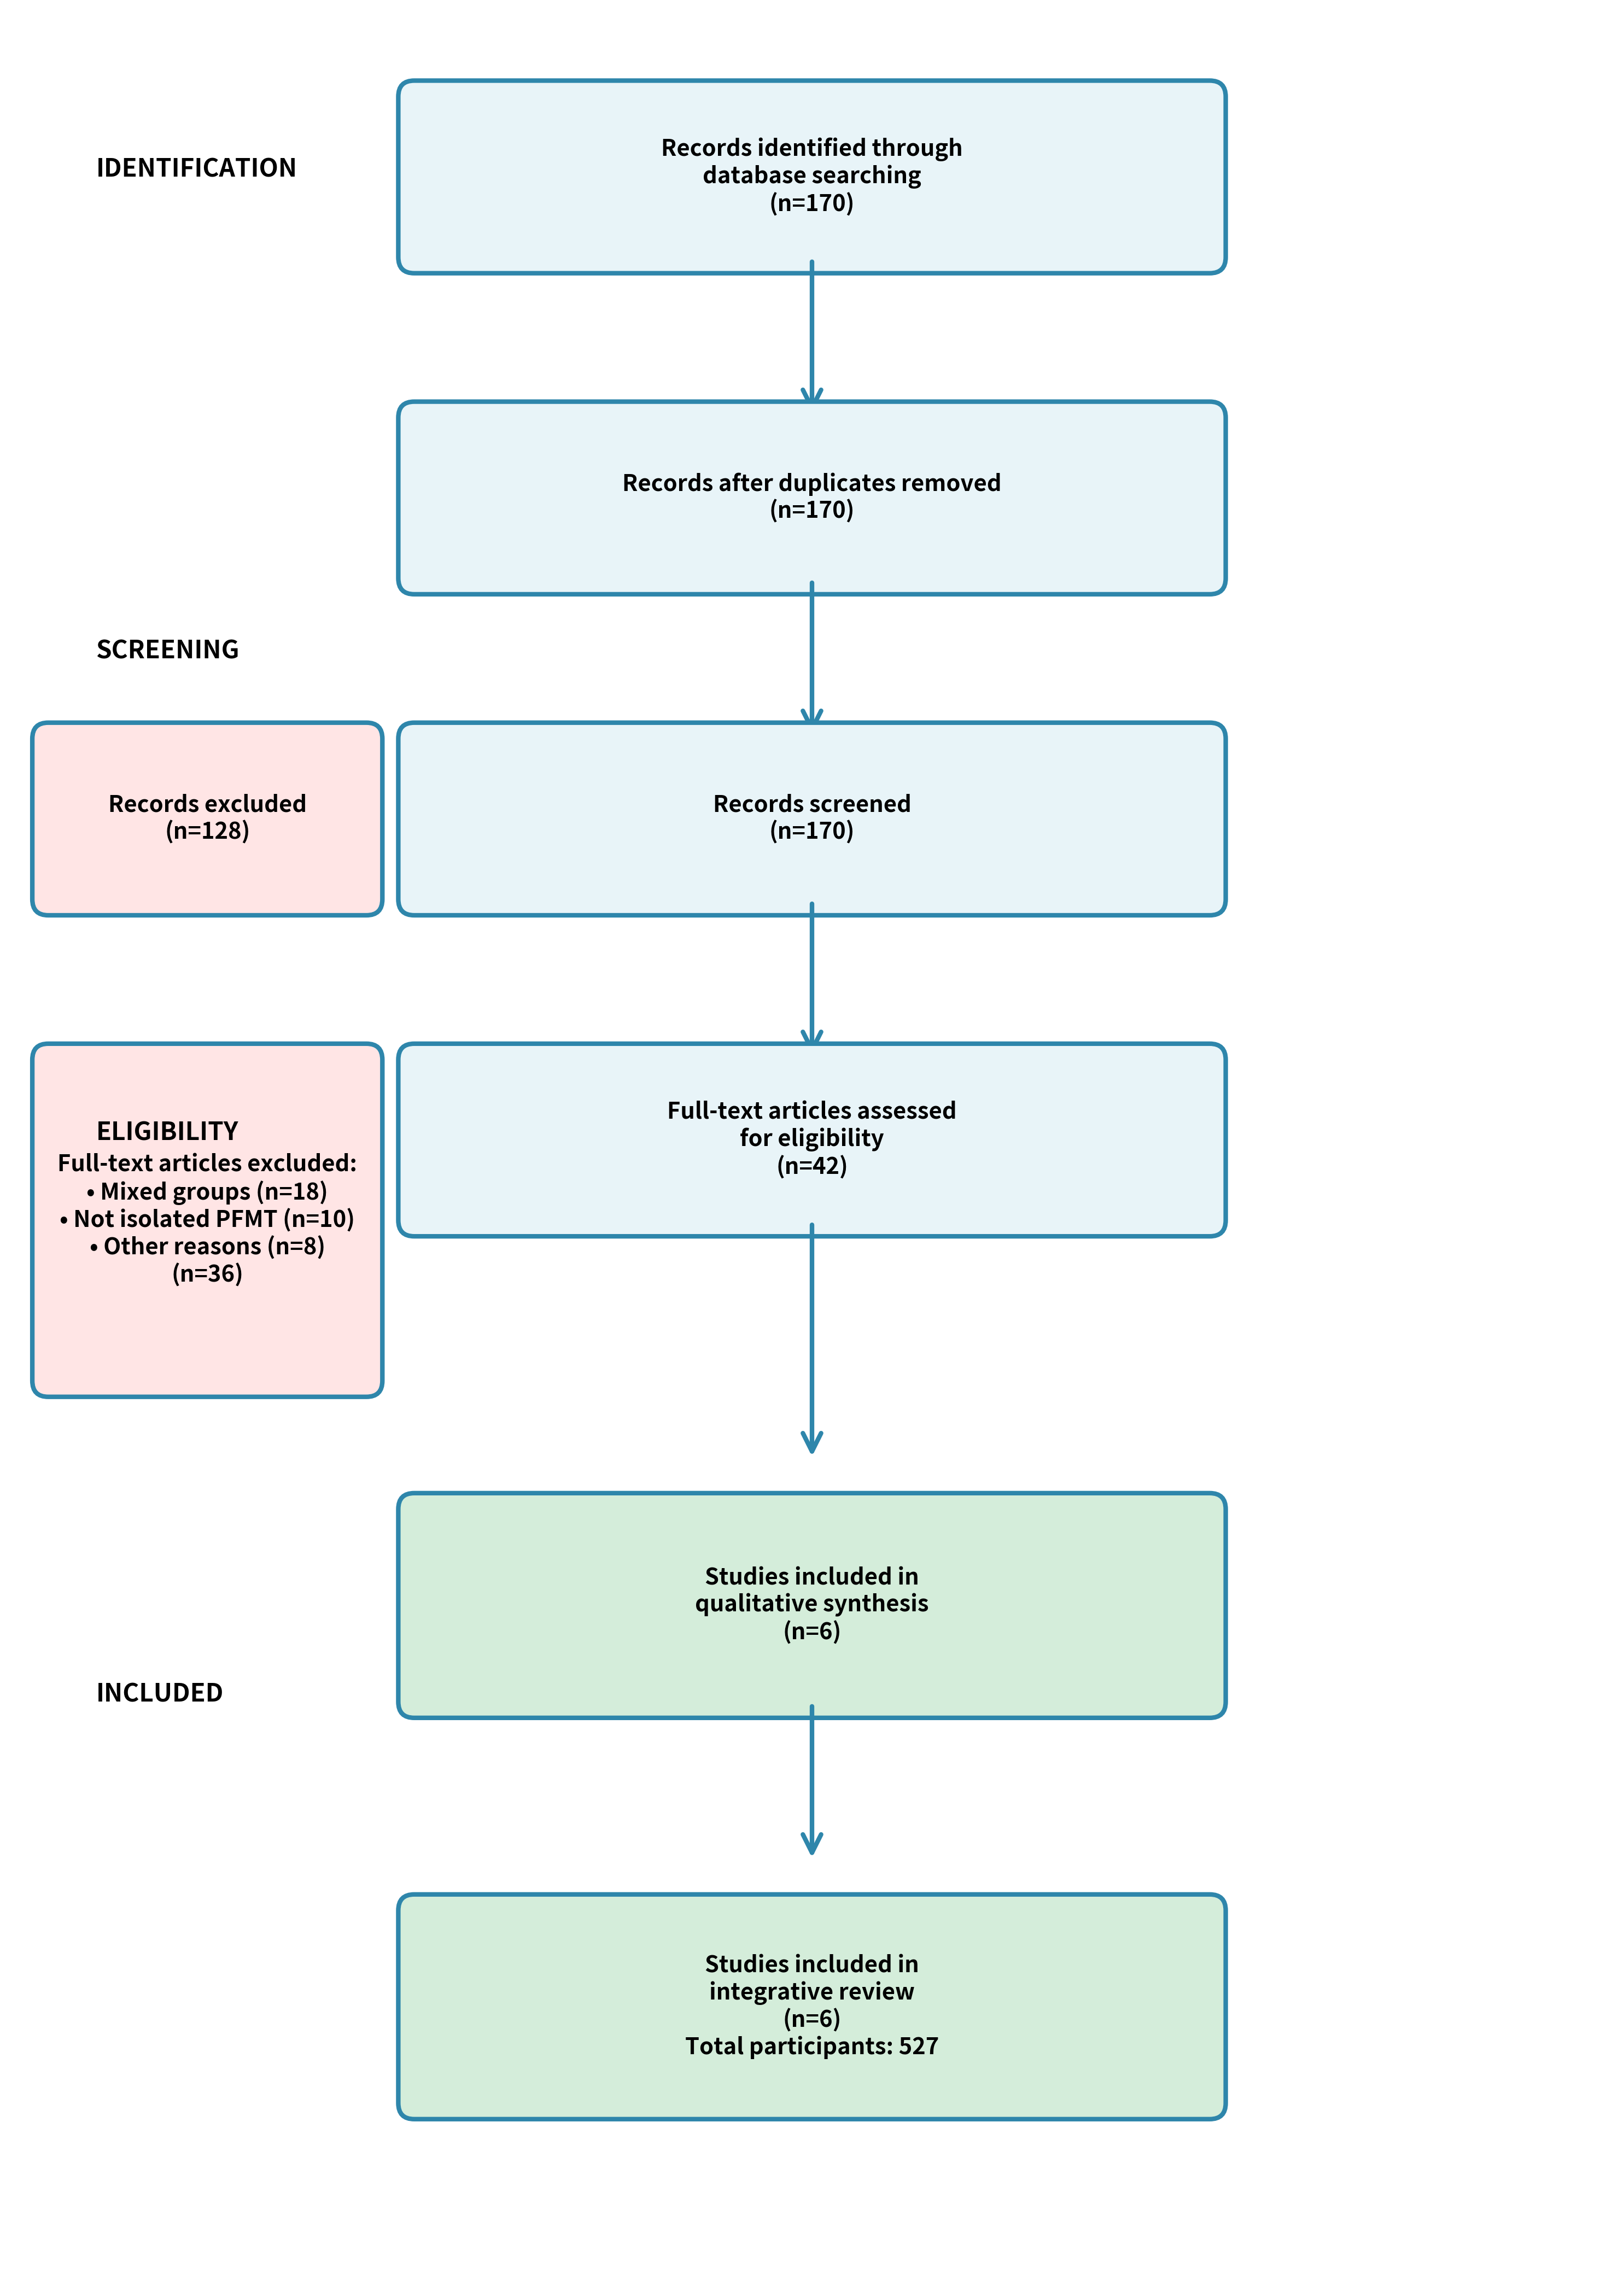 IDENTIFICATION
Records identified through
database searching
(n=170)
Records after duplicates removed
(n=170)
SCREENING
Records excluded
(n=128)
Records screened
(n=170)
ELIGIBILITY
Full-text articles excluded:
• Mixed groups (n=18)
• Not isolated PFMT (n=10)
• Other reasons (n=8)
(n=36)
Full-text articles assessed
for eligibility
(n=42)
Studies included in
qualitative synthesis
(n=6)
INCLUDED
Studies included in
integrative review
(n=6)
Total participants: 527